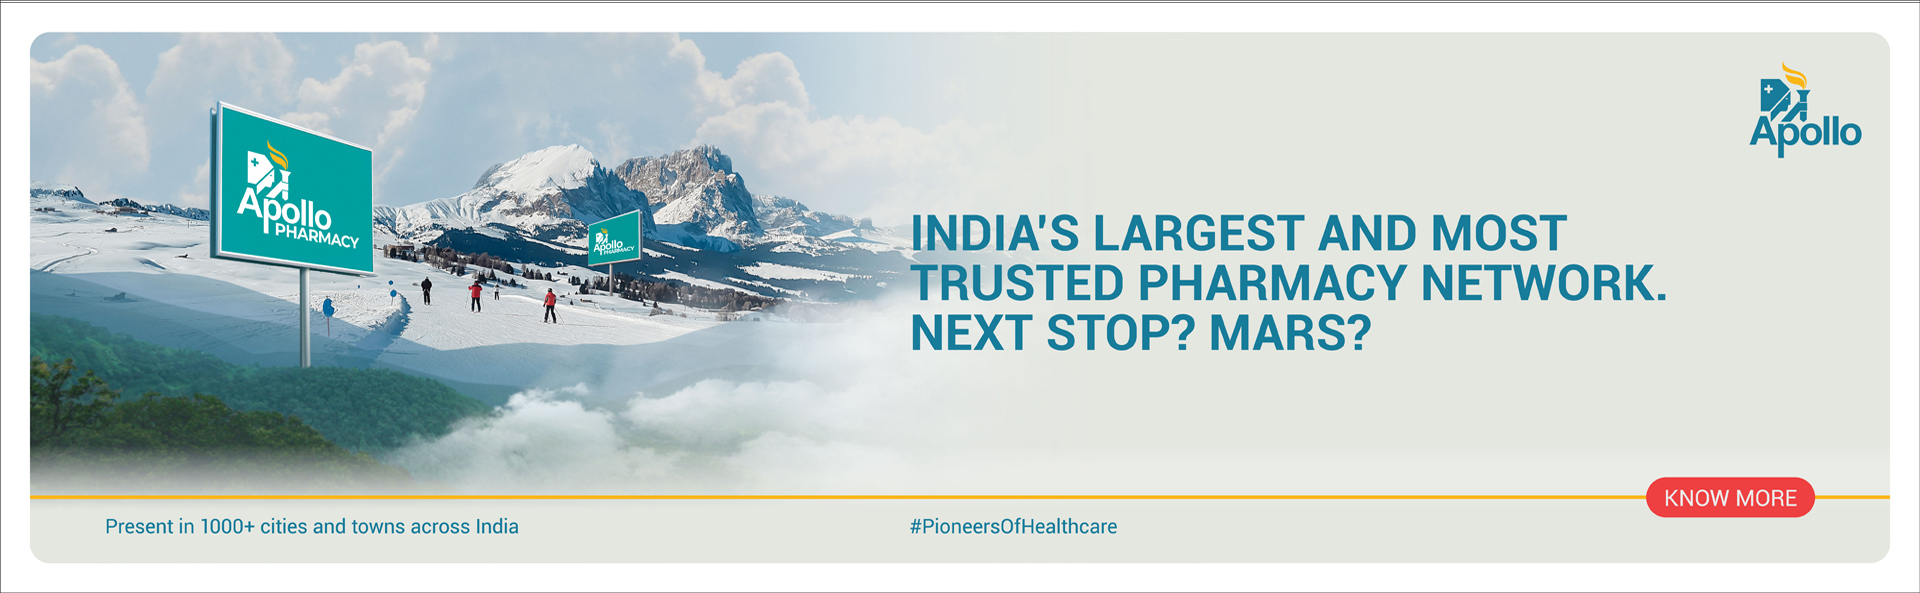 Apollo
PHARMACY
Apollo
PHARMACY
Apollo
INDIA'S LARGEST AND MOST
TRUSTED PHARMACY NETWORK.
NEXT STOP? MARS?
KNOW MORE
Present in 1000+ cities and towns across India
#PioneersOfHealthcare